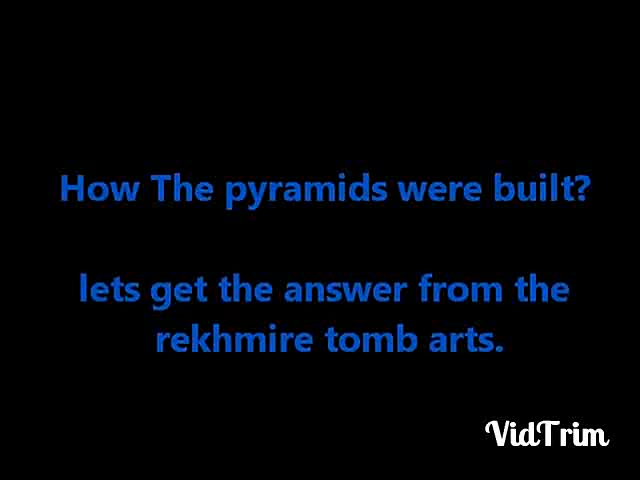 How The pyramids were built?
lets get the answer from the
rekhmire tomb arts.
VidTrim